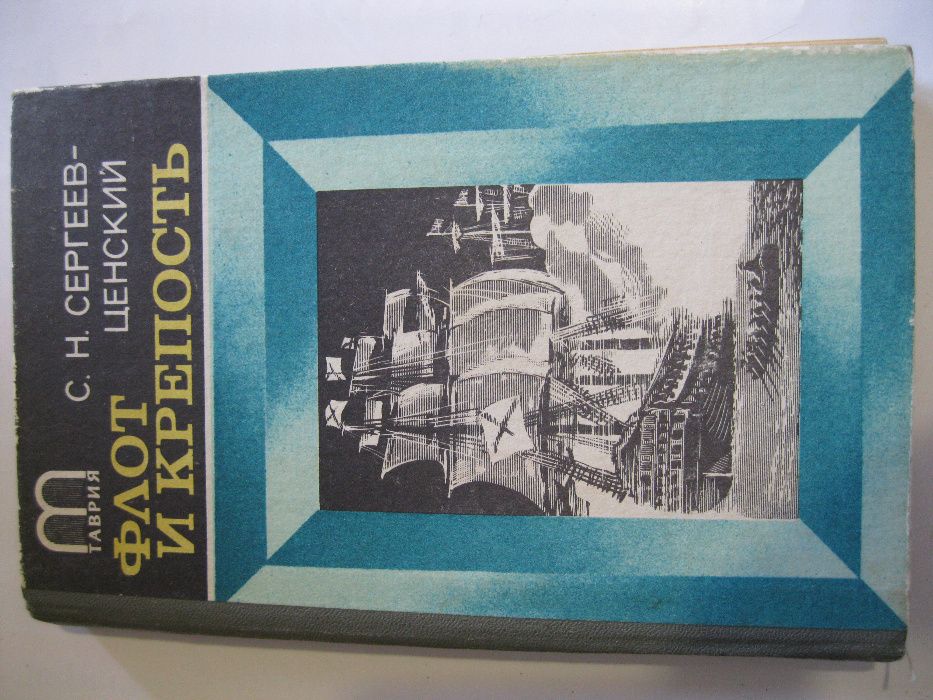 С. Н. СЕРГЕЕВ-
ЦЕНСКИЙ
ТАВРИЯ
ФЛОТ
И КРЕПОСТЬ